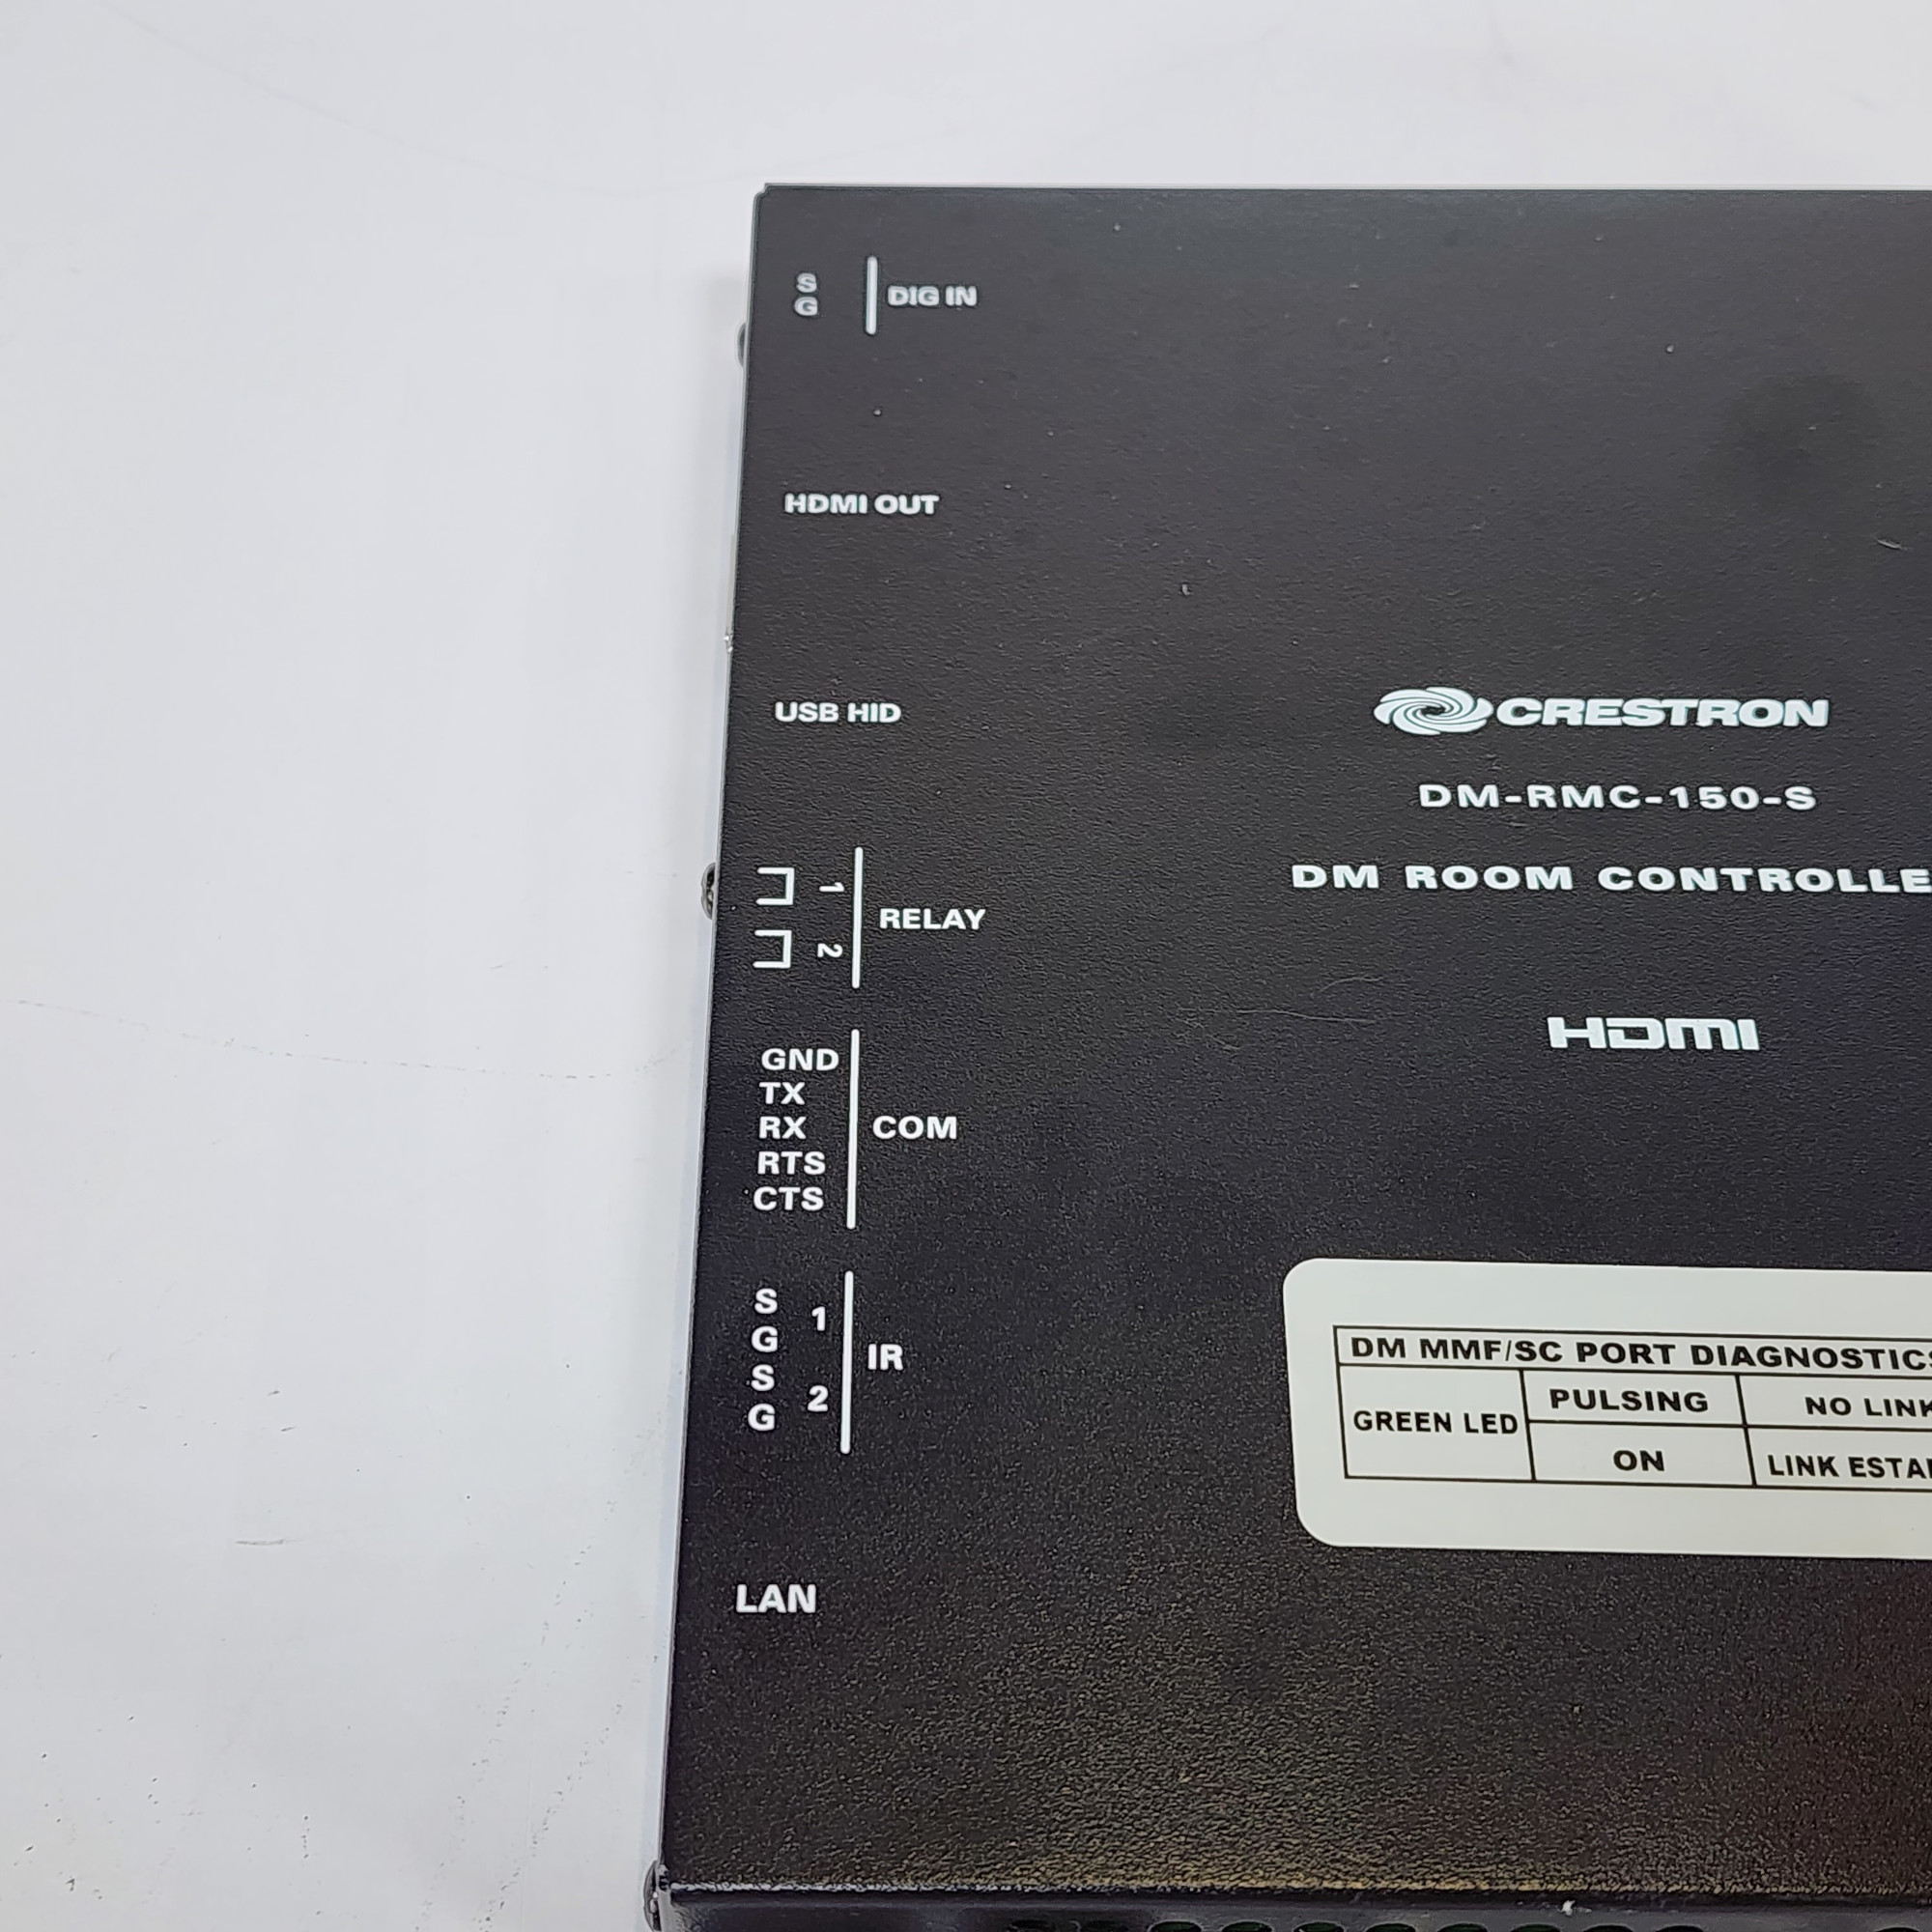 S
G
DIG IN
HDMI OUT
USB HID
CRESTRON
DM-RMC-150-S
DM ROOM CONTROLLE
1
2
RELAY
HDMI
GND
TX
RX
RTS
CTS
COM
S
G
1
S
G
2
IR
DM MMF/SC PORT DIAGNOSTICS
GREEN LED
PULSING
NO LINK
ON
LINK ESTA
LAN